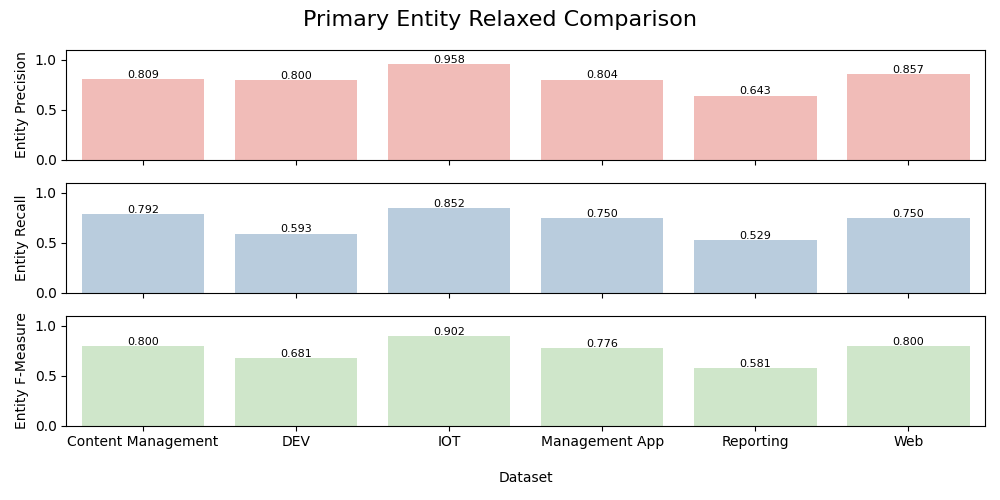 Primary Entity Relaxed Comparison
Entity Precision
1.0
0.5
0.0
0.809
0.800
0.958
0.804
0.643
0.857
Entity Recall
1.0
0.5
0.0
0.792
0.593
0.852
0.750
0.529
0.750
Entity F-Measure
1.0
0.5
0.0
0.800
0.681
0.902
0.776
0.581
0.800
Content Management
DEV
IOT
Management App
Reporting
Web
Dataset